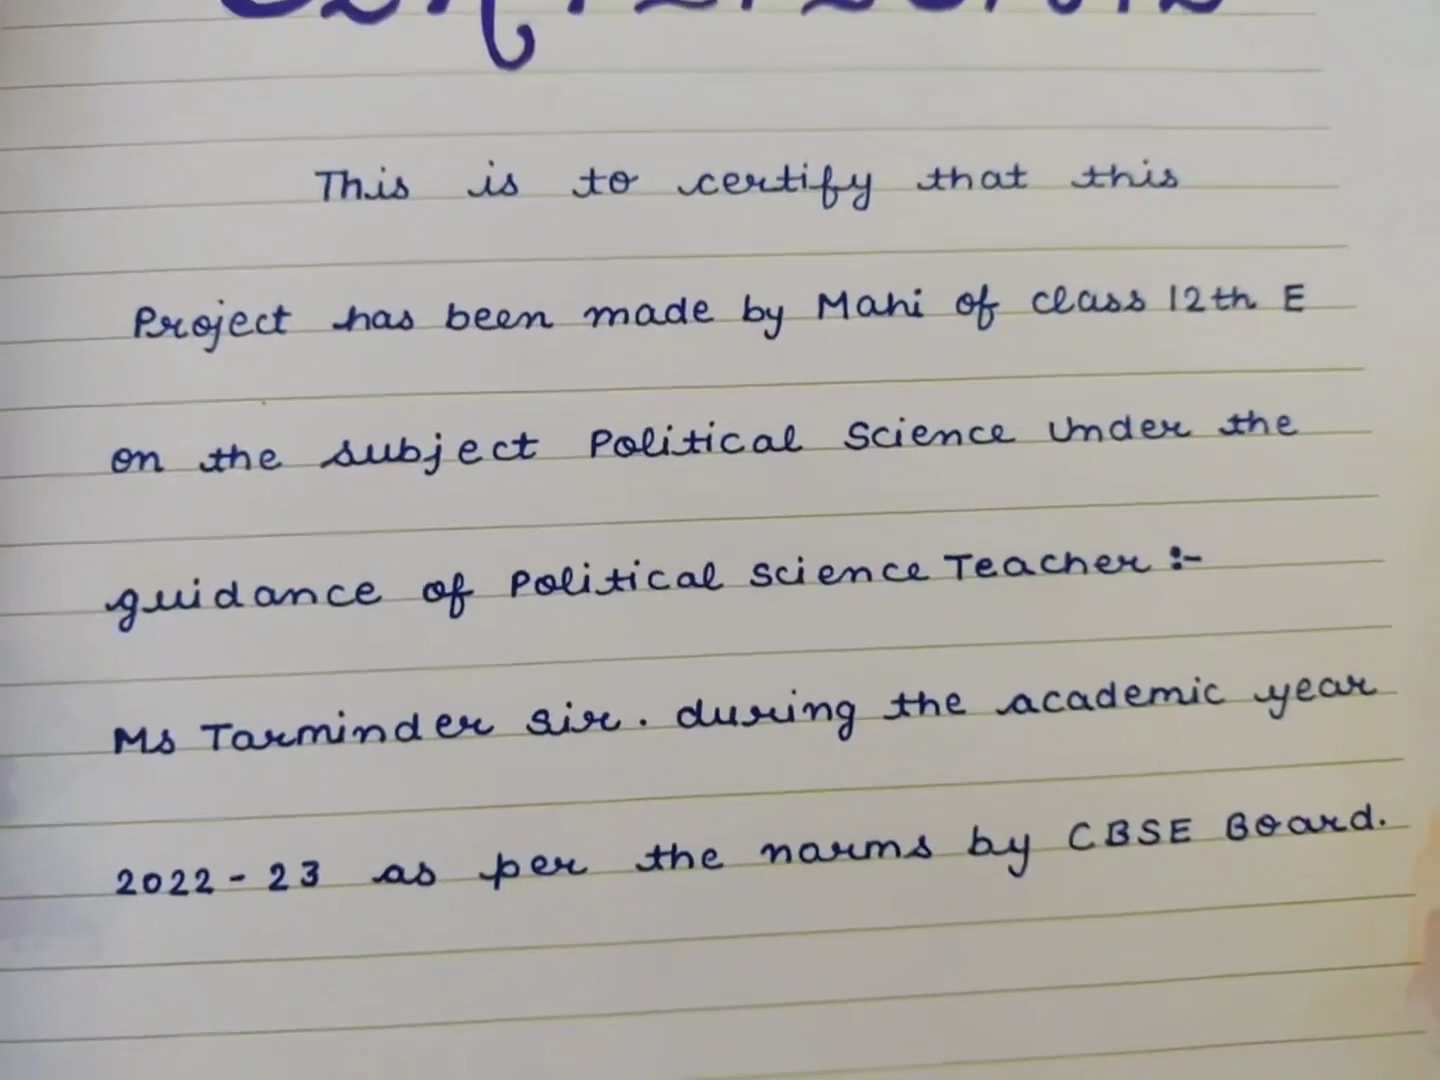 This is to certify that this
Project has been made by Mahi of class 12th E
on the subject Political Science under the
guidance of Political Science Teacher :-
Ms Tarminder sir. during the academic year
2022-23 as per the narms by CBSE Board.